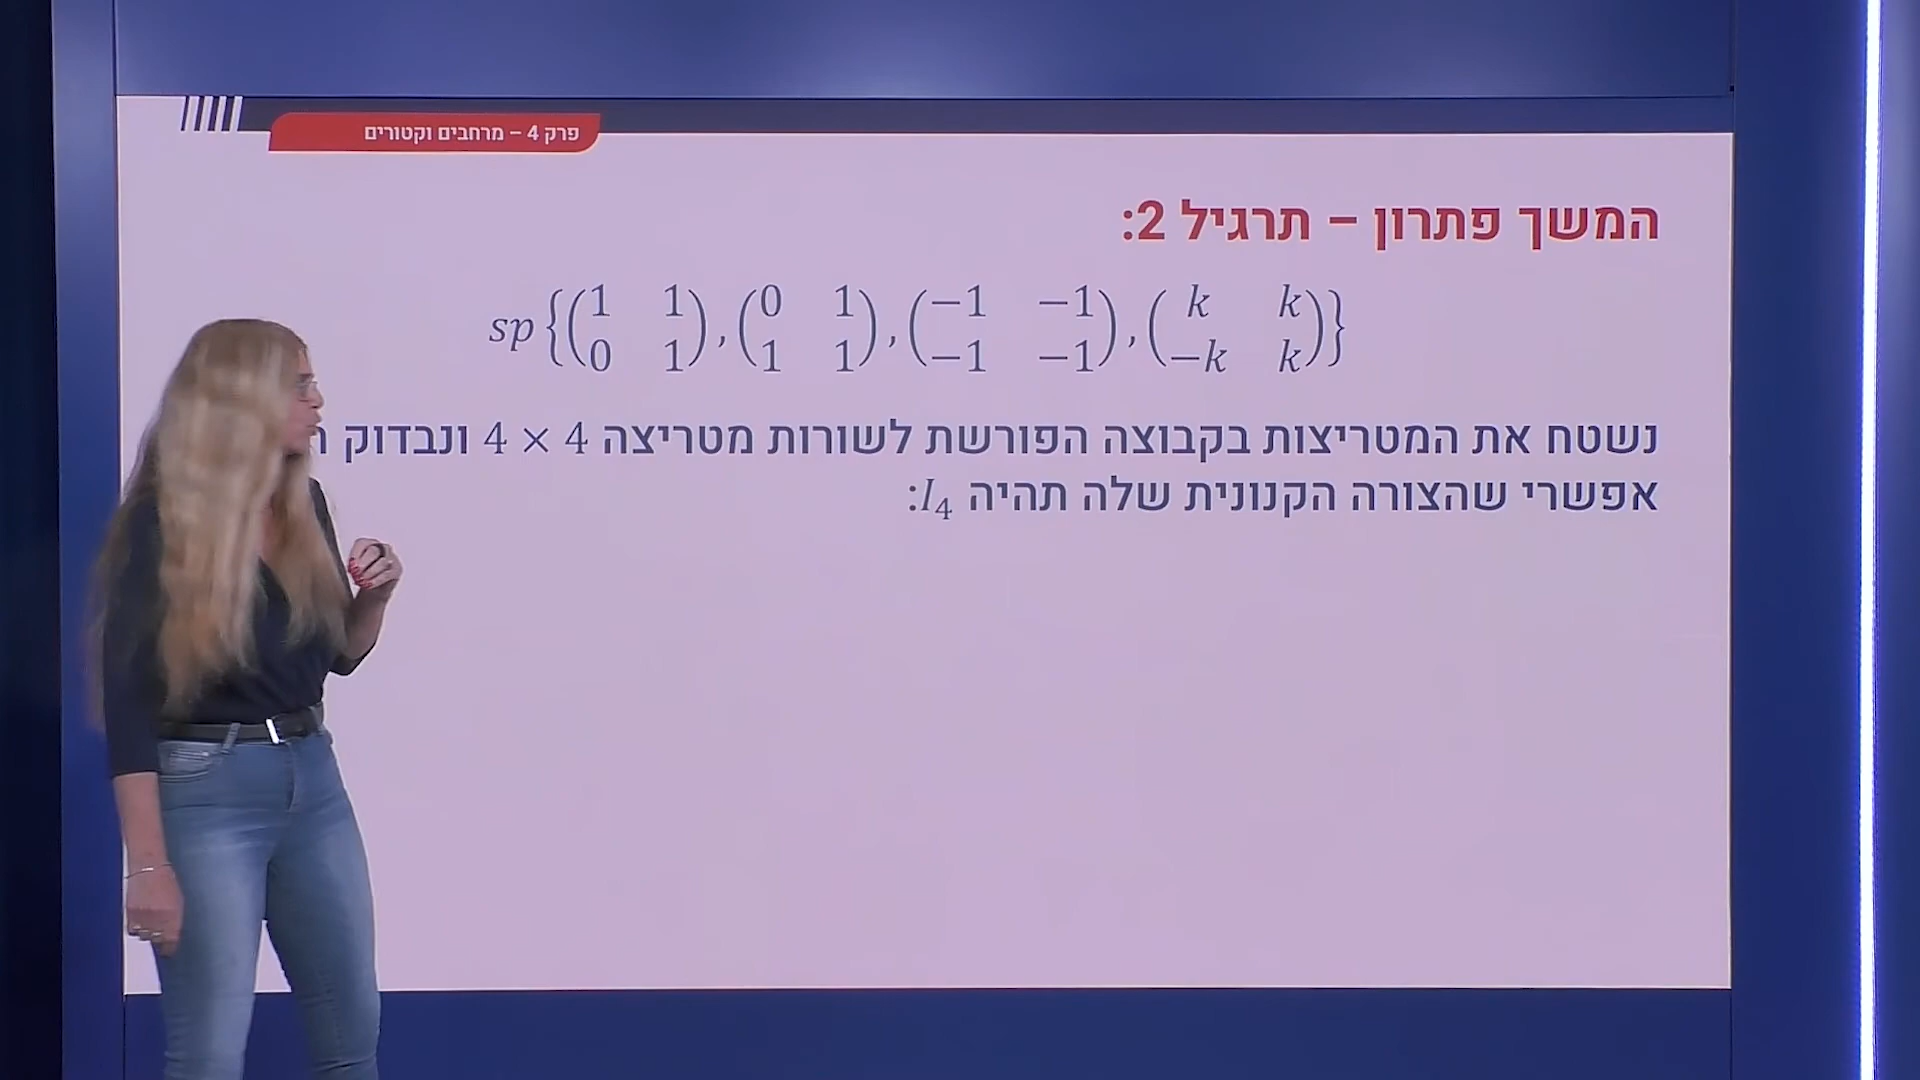 פרק 4 – מרחבים וקטורים
המשך פתרון – תרגיל 2:
sp{(1 1 0 1), (0 1 1 1), (−1 −1 −1 −1), (k k −k k)}
נשטח את המטריצות בקבוצה הפורשת לשורות מטריצה 4 × 4 ונבדוק
אפשרי שהצורה הקנונית שלה תהיה I₄: